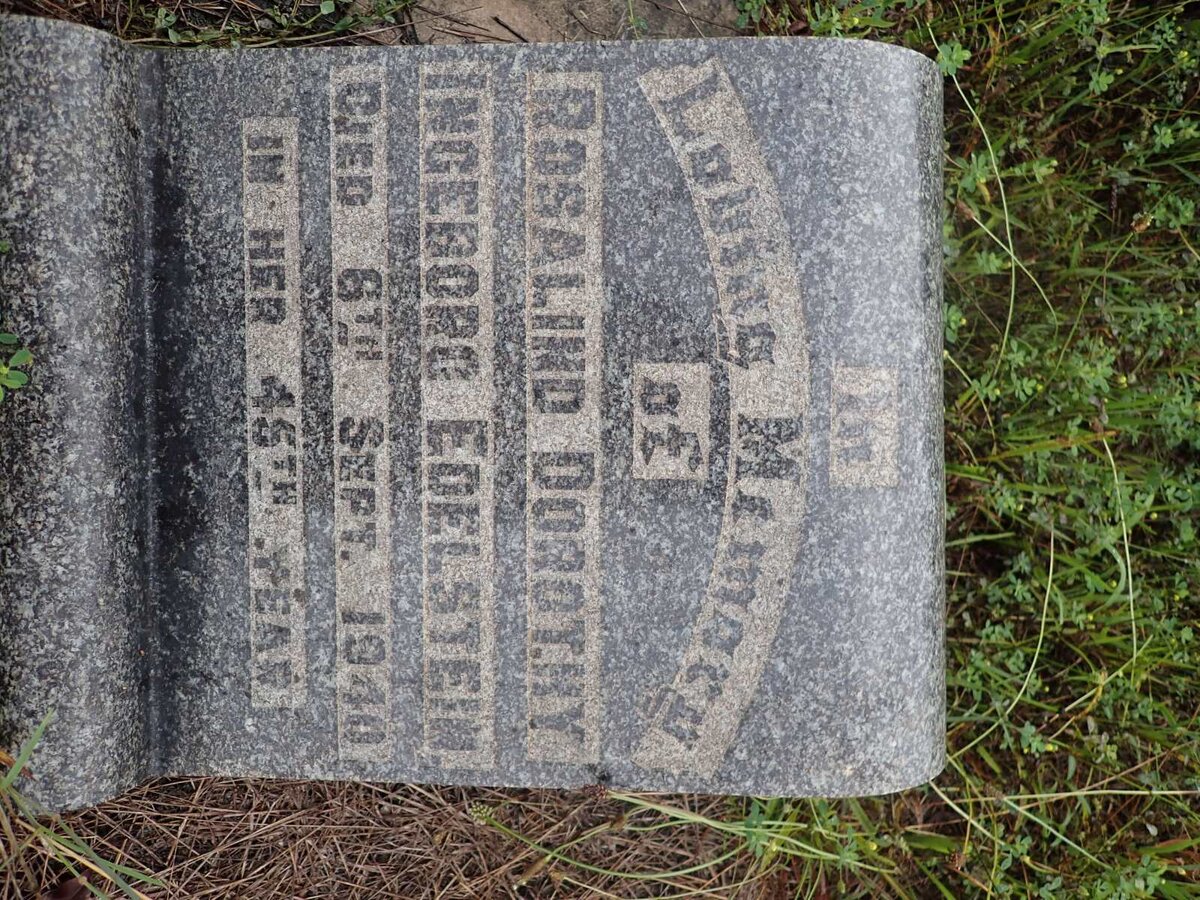 IN
LOVING MEMORY
OF
ROSALIND DOROTHY
INGEBORG EDELSTEIN
DIED 6TH SEPT. 1940
IN HER 45TH YEAR